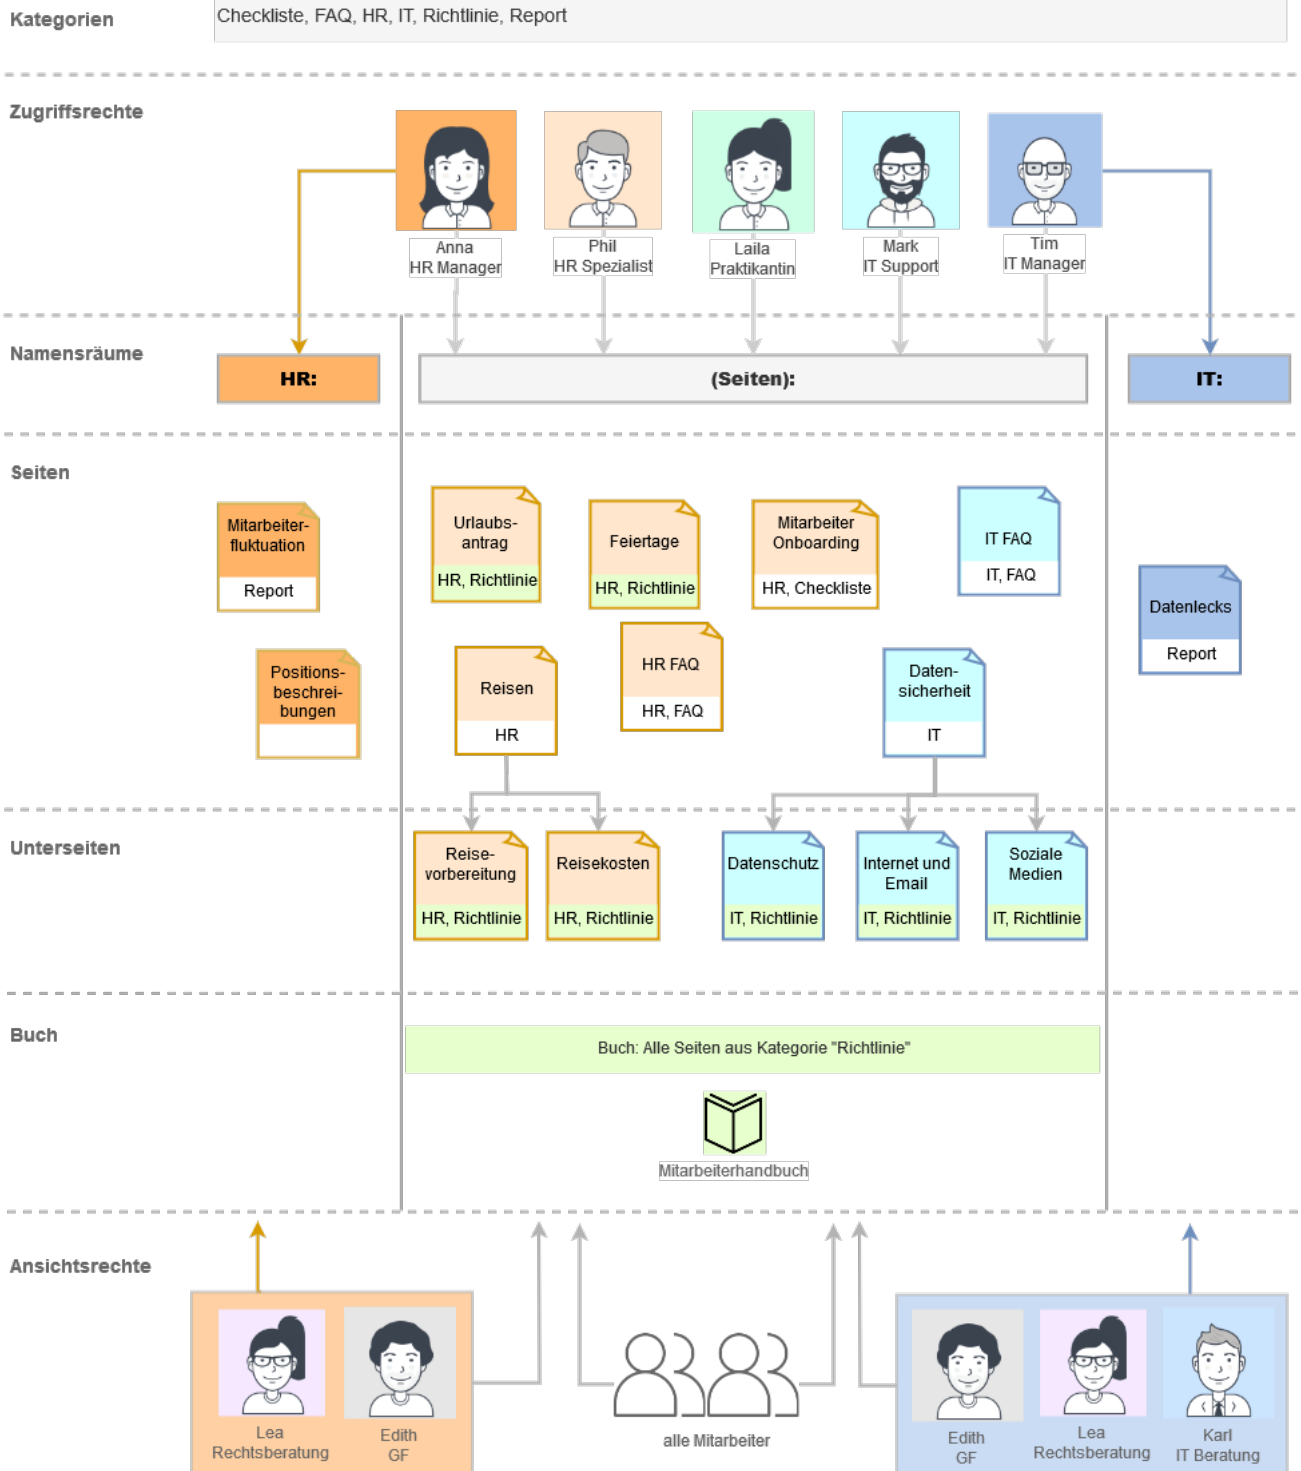 Kategorien
Checkliste, FAQ, HR, IT, Richtlinie, Report
Zugriffsrechte
Anna
HR Manager
Phil
HR Spezialist
Laila
Praktikantin
Mark
IT Support
Tim
IT Manager
Namensräume
HR:
(Seiten):
IT:
Seiten
Mitarbeiter-
fluktuation
Report
Urlaubs-
antrag
HR, Richtlinie
Feiertage
HR, Richtlinie
Mitarbeiter
Onboarding
HR, Checkliste
IT FAQ
IT, FAQ
Datenlecks
Report
Positions-
beschrei-
bungen
Reisen
HR
HR FAQ
HR, FAQ
Daten-
sicherheit
IT
Unterseiten
Reise-
vorbereitung
HR, Richtlinie
Reisekosten
HR, Richtlinie
Datenschutz
IT, Richtlinie
Internet und
Email
IT, Richtlinie
Soziale
Medien
IT, Richtlinie
Buch
Buch: Alle Seiten aus Kategorie "Richtlinie"
Mitarbeiterhandbuch
Ansichtsrechte
Lea
Rechtsberatung
Edith
GF
alle Mitarbeiter
Edith
GF
Lea
Rechtsberatung
Karl
IT Beratung